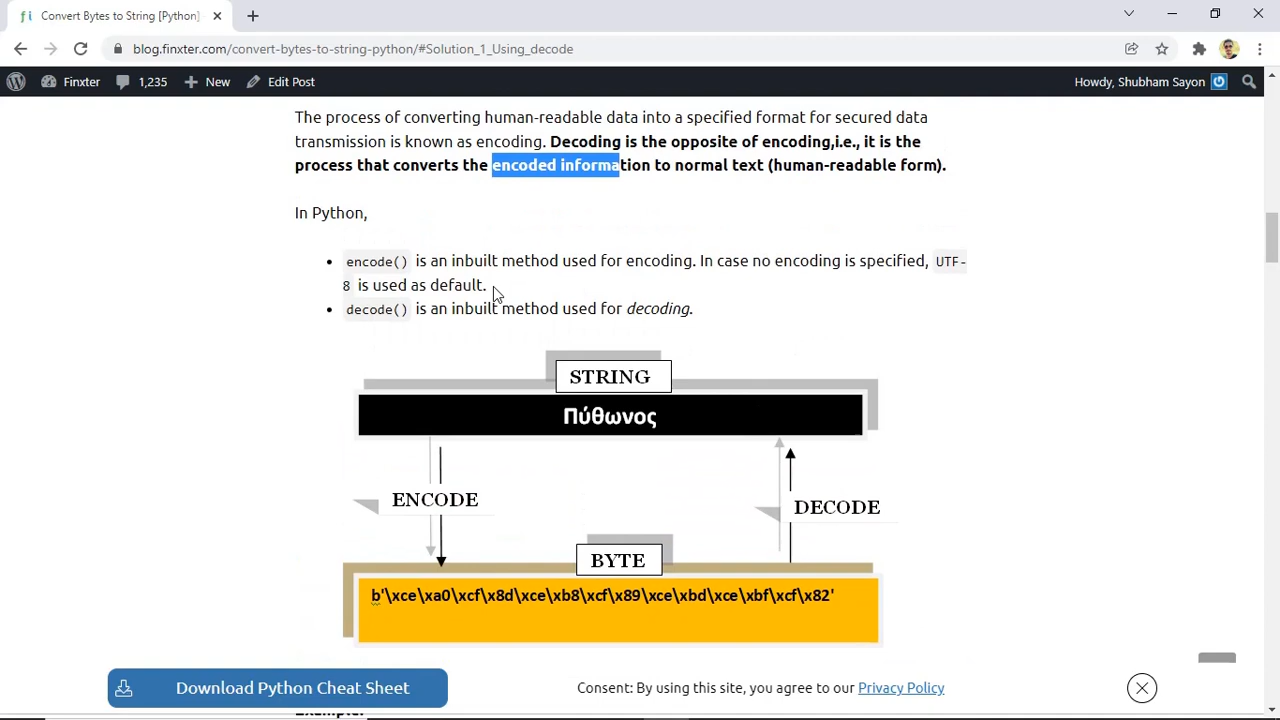 Convert Bytes to String [Python]
blog.finxter.com/convert-bytes-to-string-python/#Solution_1_Using_decode
Finxter 1,235 New Edit Post Howdy, Shubham Sayon
The process of converting human-readable data into a specified format for secured data
transmission is known as encoding. Decoding is the opposite of encoding,i.e., it is the
process that converts the encoded information to normal text (human-readable form).
In Python,
encode() is an inbuilt method used for encoding. In case no encoding is specified, UTF-
8 is used as default.
decode() is an inbuilt method used for decoding.
STRING
Πύθωνος
ENCODE
DECODE
BYTE
b'\xce\xa0\xcf\x8d\xce\xb8\xcf\x89\xce\xbd\xce\xbf\xcf\x82'
Download Python Cheat Sheet
Consent: By using this site, you agree to our Privacy Policy
Example: